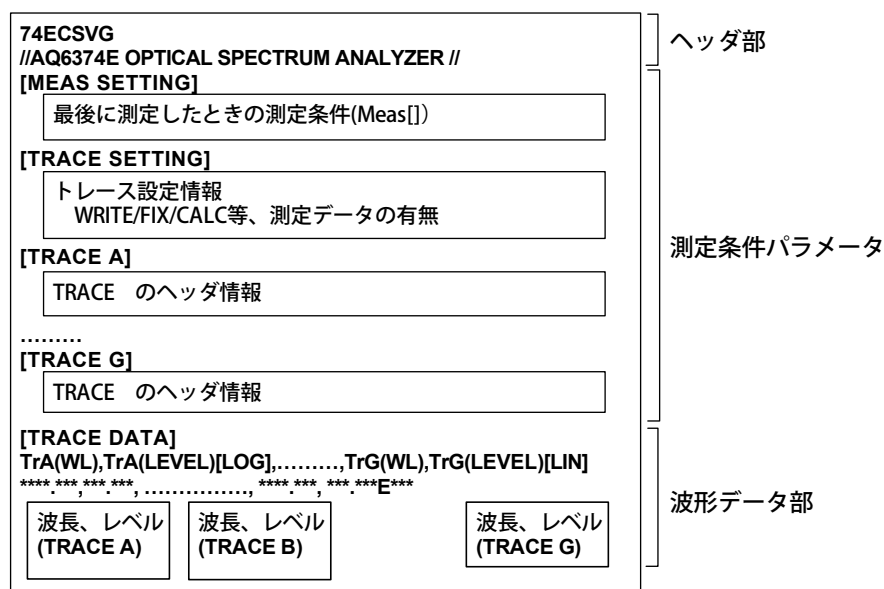 74ECSVG
//AQ6374E OPTICAL SPECTRUM ANALYZER //
ヘッダ部
[MEAS SETTING]
最後に測定したときの測定条件(Meas[])
[TRACE SETTING]
トレース設定情報
WRITE/FIX/CALC等、測定データの有無
測定条件パラメータ
[TRACE A]
TRACE のヘッダ情報
………
[TRACE G]
TRACE のヘッダ情報
[TRACE DATA]
TrA(WL),TrA(LEVEL)[LOG],………,TrG(WL),TrG(LEVEL)[LIN]
****.***,***.***, ……………, ****.***, ***.***E***
波形データ部
波長、レベル
(TRACE A)
波長、レベル
(TRACE B)
波長、レベル
(TRACE G)